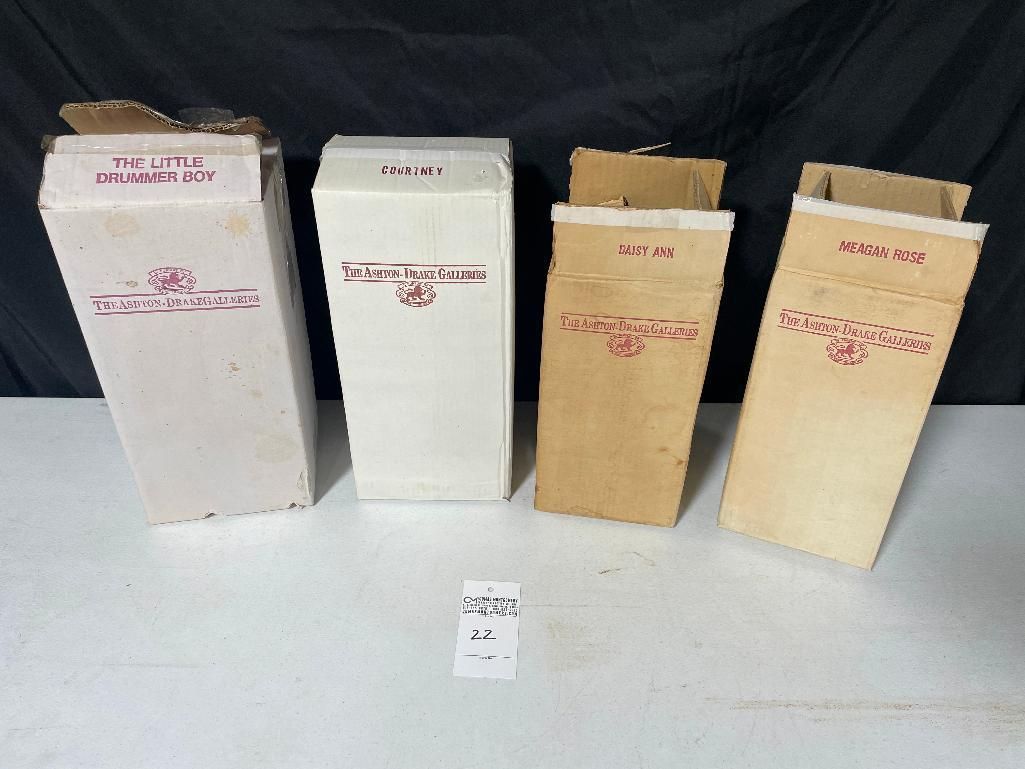 THE LITTLE
DRUMMER BOY
THE ASHTON-DRAKE GALLERIES
COURTNEY
THE ASHTON-DRAKE GALLERIES
DAISY ANN
THE ASHTON-DRAKE GALLERIES
MEAGAN ROSE
THE ASHTON-DRAKE GALLERIES
22